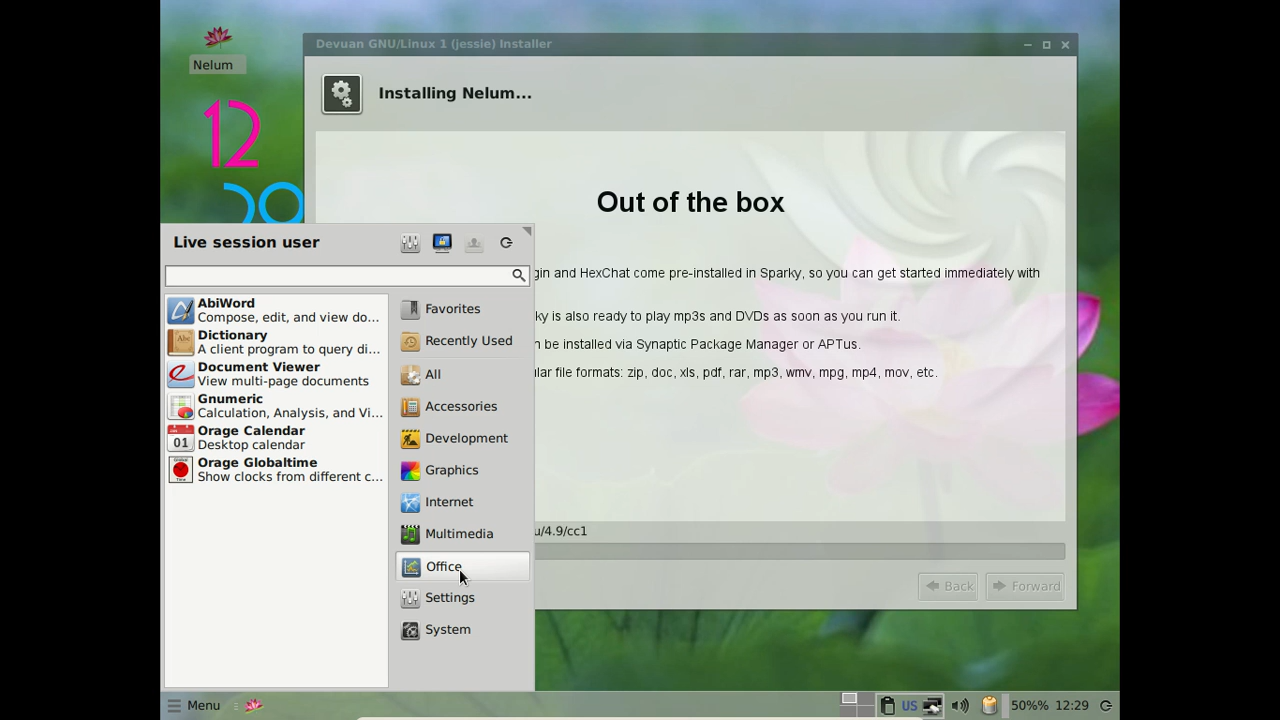 Nelum
12
29
Devuan GNU/Linux 1 (jessie) Installer
Installing Nelum...
Out of the box
gin and HexChat come pre-installed in Sparky, so you can get started immediately with
ky is also ready to play mp3s and DVDs as soon as you run it.
n be installed via Synaptic Package Manager or APTus.
lar file formats: zip, doc, xls, pdf, rar, mp3, wmv, mpg, mp4, mov, etc.
u/4.9/cc1
Back
Forward
Live session user
AbiWord
Compose, edit, and view do...
Dictionary
A client program to query di...
Document Viewer
View multi-page documents
Gnumeric
Calculation, Analysis, and Vi...
01
Orage Calendar
Desktop calendar
Orage Globaltime
Show clocks from different c...
Favorites
Recently Used
All
Accessories
Development
Graphics
Internet
Multimedia
Office
Settings
System
Menu
US
50%%
12:29